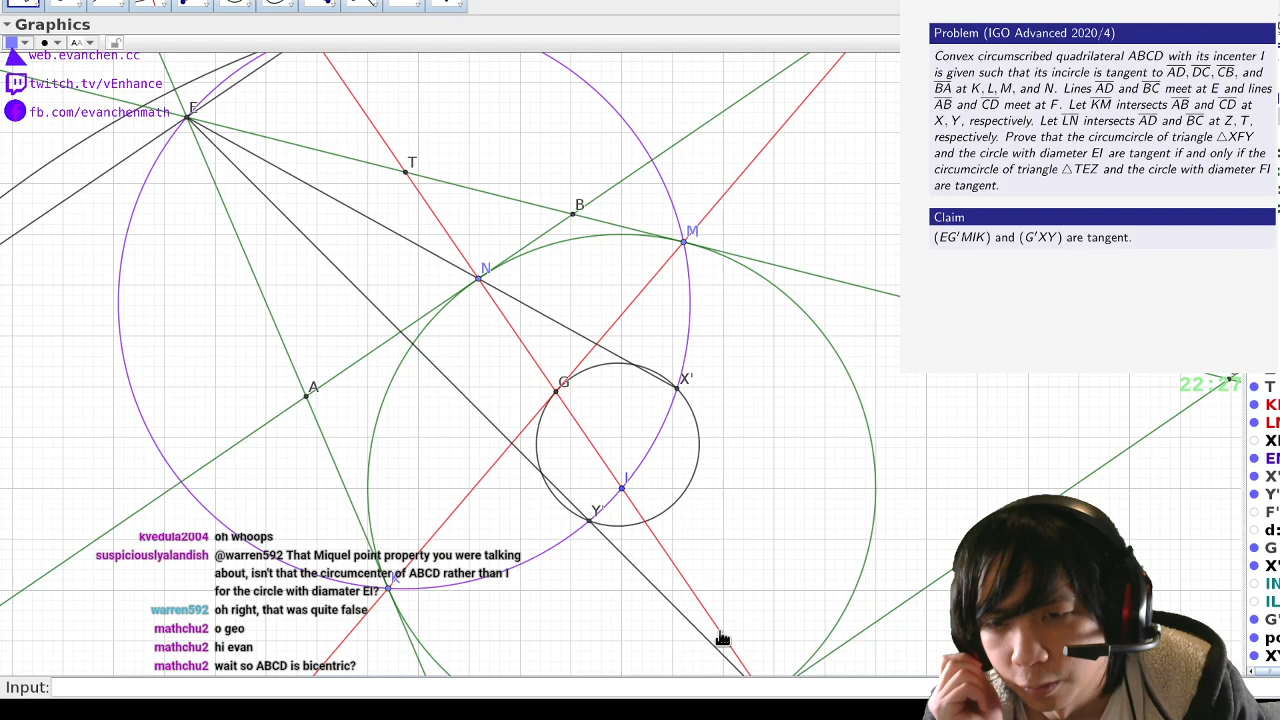 Graphics
web.evanchen.cc
twitch.tv/vEnhance
fb.com/evanchenmath
Problem (IGO Advanced 2020/4)
Convex circumscribed quadrilateral ABCD with its incenter I
is given such that its incircle is tangent to AD, DC, CB, and
BA at K, L, M, and N. Lines AD and BC meet at E and lines
AB and CD meet at F. Let KM intersects AB and CD at
X, Y, respectively. Let LN intersects AD and BC at Z, T,
respectively. Prove that the circumcircle of triangle △XFY
and the circle with diameter EI are tangent if and only if the
circumcircle of triangle △TEZ and the circle with diameter FI
are tangent.
Claim
(EG′MIK) and (G′XY) are tangent.
T
B
M
N
G
X'
A
I
Y'
K
22:27
T
X'
Y'
F'
d:
G
X'
IN
IL
G'
XY
kvedula2004 oh whoops
suspiciouslyalandish @warren592 That Miquel point property you were talking
about, isn't that the circumcenter of ABCD rather than I
for the circle with diamater EI?
warren592 oh right, that was quite false
mathchu2 o geo
mathchu2 hi evan
mathchu2 wait so ABCD is bicentric?
Input: